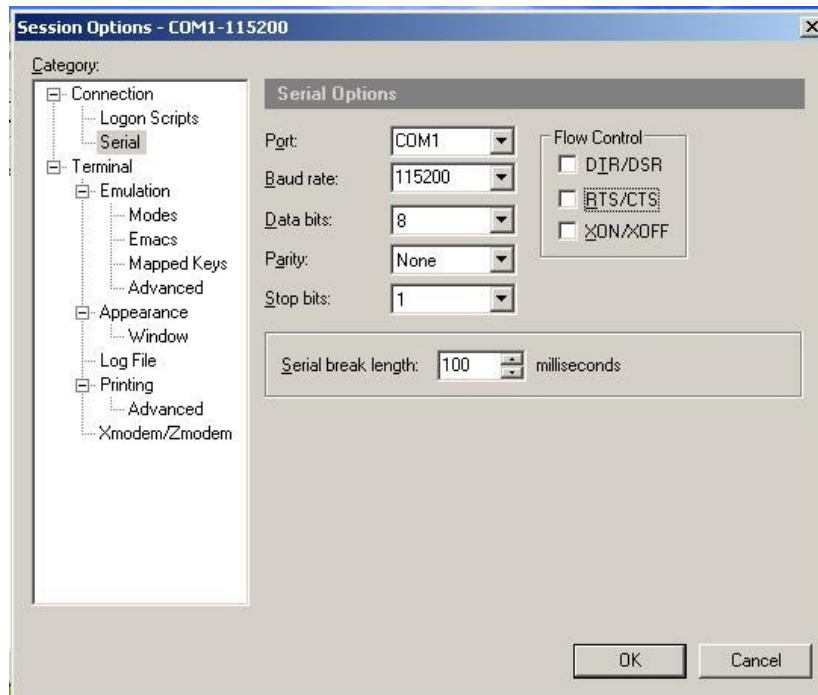 Session Options - COM1-115200
Category:
Connection
Logon Scripts
Serial
Terminal
Emulation
Modes
Emacs
Mapped Keys
Advanced
Appearance
Window
Log File
Printing
Advanced
Xmodem/Zmodem
Serial Options
Port: COM1
Baud rate: 115200
Data bits: 8
Parity: None
Stop bits: 1
Flow Control
DTR/DSR
RTS/CTS
XON/XOFF
Serial break length: 100 milliseconds
OK Cancel